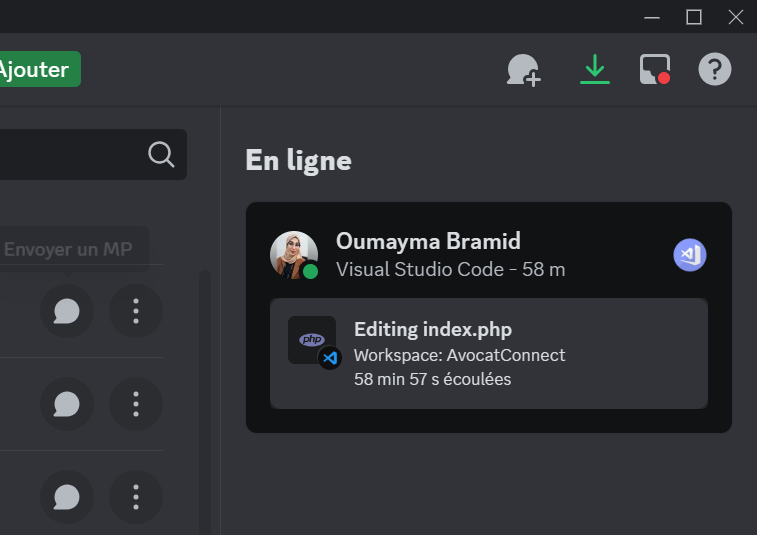 Ajouter
En ligne
Envoyer un MP
Oumayma Bramid
Visual Studio Code - 58 m
php
Editing index.php
Workspace: AvocatConnect
58 min 57 s écoulées